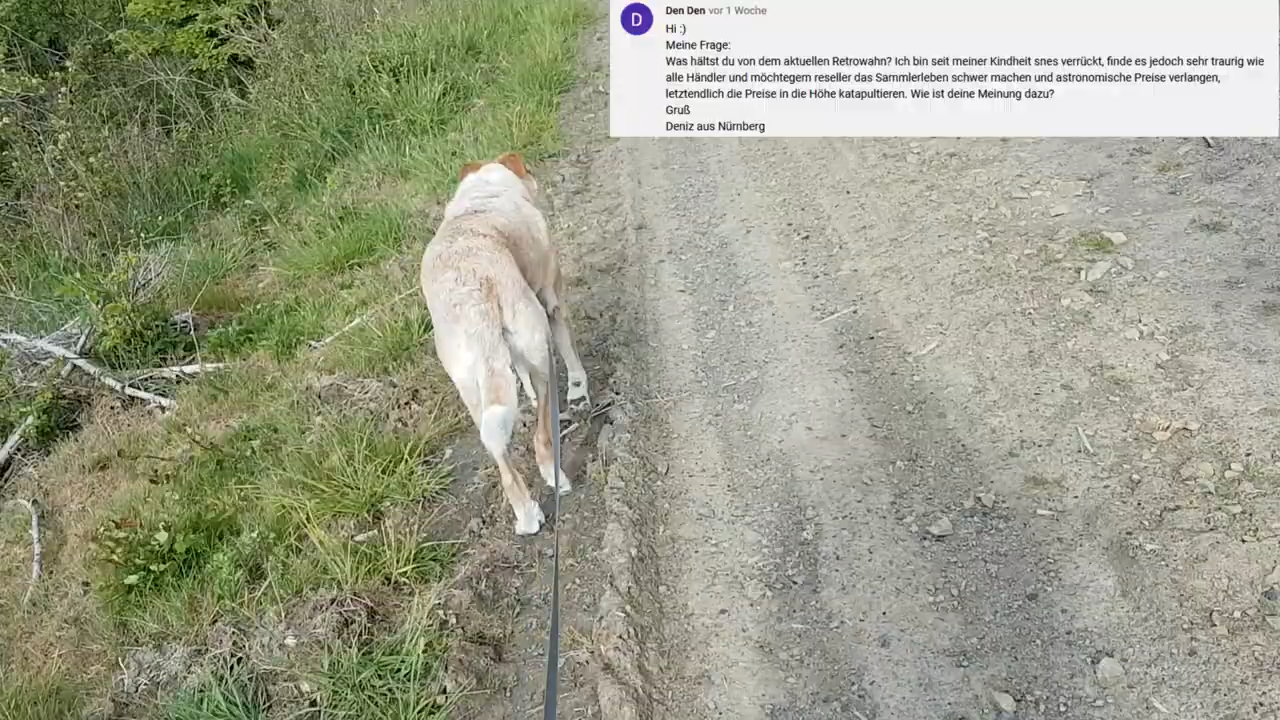 D
Den Den vor 1 Woche
Hi :)
Meine Frage:
Was hältst du von dem aktuellen Retrowahn? Ich bin seit meiner Kindheit snes verrückt, finde es jedoch sehr traurig wie
alle Händler und möchtegern reseller das Sammlerleben schwer machen und astronomische Preise verlangen,
letztendlich die Preise in die Höhe katapultieren. Wie ist deine Meinung dazu?
Gruß
Deniz aus Nürnberg